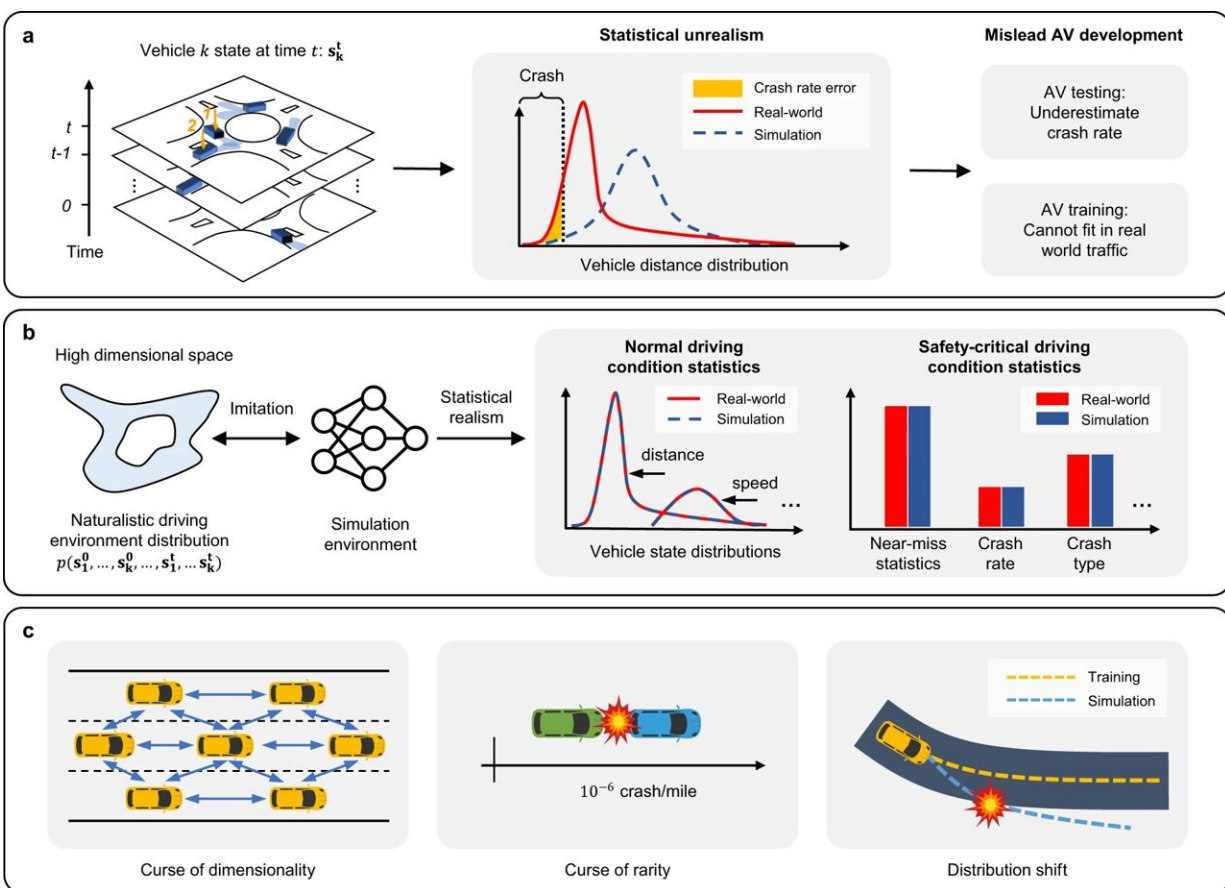 a
Vehicle k state at time t: s_k^t
t
t-1
⋮
0
Time
1
2
⋮
Statistical unrealism
Crash
Crash rate error
Real-world
Simulation
Vehicle distance distribution
Mislead AV development
AV testing:
Underestimate
crash rate
AV training:
Cannot fit in real
world traffic
b
High dimensional space
Naturalistic driving
environment distribution
p(s_1^0, … , s_k^0, … , s_1^t, … s_k^t)
Imitation
Simulation
environment
Statistical
realism
Normal driving
condition statistics
Real-world
Simulation
distance
speed
...
Vehicle state distributions
Safety-critical driving
condition statistics
Real-world
Simulation
...
Near-miss
statistics
Crash
rate
Crash
type
c
Curse of dimensionality
10^{-6} crash/mile
Curse of rarity
Training
Simulation
Distribution shift